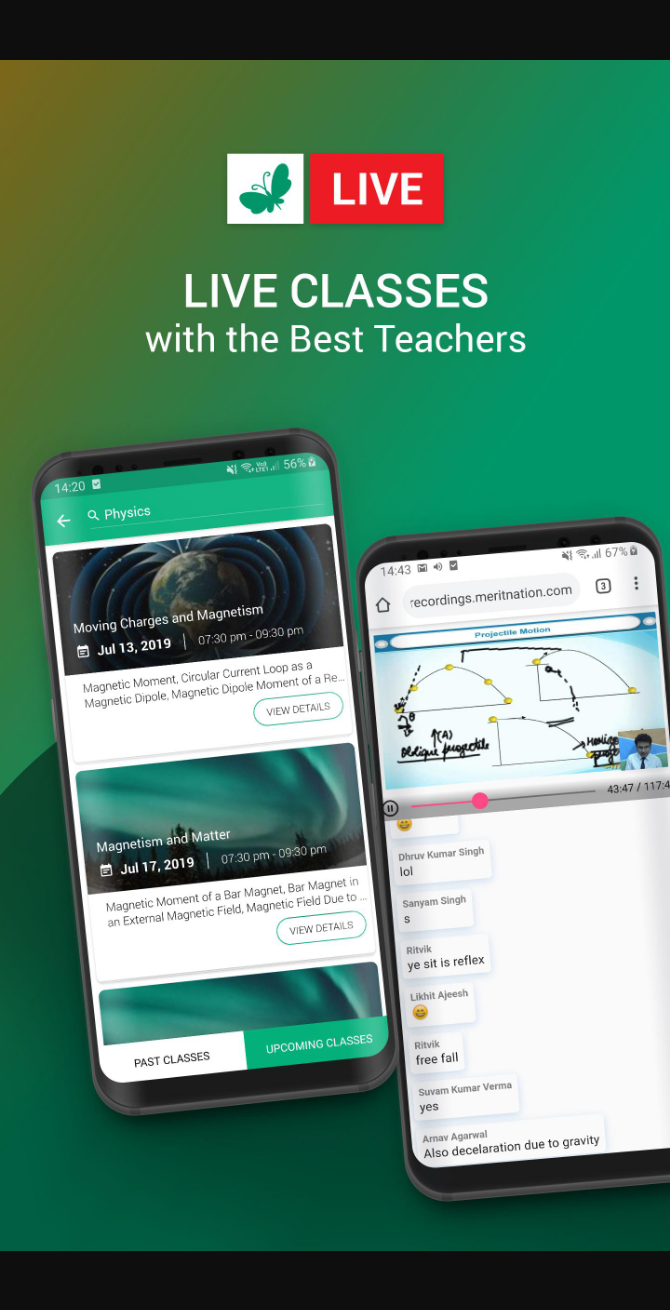 LIVE
LIVE CLASSES
with the Best Teachers
14:20
56%
Physics
Moving Charges and Magnetism
Jul 13, 2019
07:30 pm - 09:30 pm
Magnetic Moment, Circular Current Loop as a
Magnetic Dipole, Magnetic Dipole Moment of a Re...
VIEW DETAILS
Magnetism and Matter
Jul 17, 2019
07:30 pm - 09:30 pm
Magnetic Moment of a Bar Magnet, Bar Magnet in
an External Magnetic Field, Magnetic Field Due to ...
VIEW DETAILS
PAST CLASSES
UPCOMING CLASSES
14:43
67%
recordings.meritnation.com
3
Projectile Motion
(A)
Oblique projectile
43:47 / 117:4
Dhruv Kumar Singh
lol
Sanyam Singh
s
Ritvik
ye sit is reflex
Likhit Ajeesh
😄
Ritvik
free fall
Suvam Kumar Verma
yes
Arnav Agarwal
Also decelaration due to gravity